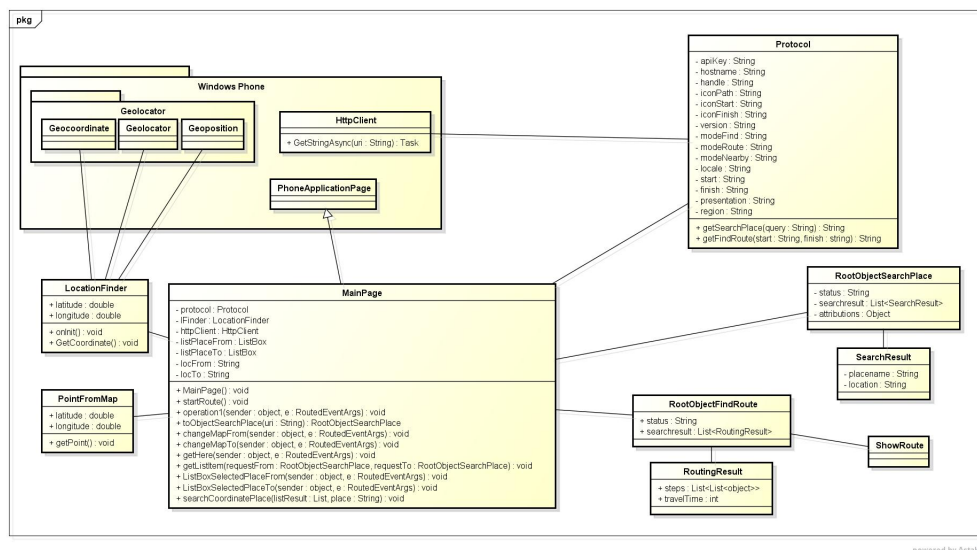 pkg
Windows Phone
Geolocator
Geocoordinate
Geolocator
Geoposition
HttpClient
+ GetStringAsync(uri : String) : Task
PhoneApplicationPage
Protocol
- apiKey : String
- hostname : String
- handle : String
- iconPath : String
- iconStart : String
- iconFinish : String
- version : String
- modeFind : String
- modeRoute : String
- modeNearby : String
- locale : String
- start : String
- finish : String
- presentation : String
- region : String
+ getSearchPlace(query : String) : String
+ getFindRoute(start : String, finish : string) : String
LocationFinder
+ latitude : double
+ longitude : double
+ onInit() : void
+ GetCoordinate() : void
PointFromMap
+ latitude : double
+ longitude : double
+ getPoint() : void
MainPage
- protocol : Protocol
- lFinder : LocationFinder
- httpClient : HttpClient
- listPlaceFrom : ListBox
- listPlaceTo : ListBox
- locFrom : String
- locTo : String
+ MainPage() : void
+ startRoute() : void
+ operation1(sender : object, e : RoutedEventArgs) : void
+ toObjectSearchPlace(uri : String) : RootObjectSearchPlace
+ changeMapFrom(sender : object, e : RoutedEventArgs) : void
+ changeMapTo(sender : object, e : RoutedEventArgs) : void
+ getHere(sender : object, e : RoutedEventArgs) : void
+ getListItem(requestFrom : RootObjectSearchPlace, requestTo : RootObjectSearchPlace) : void
+ ListBoxSelectedPlaceFrom(sender : object, e : RoutedEventArgs) : void
+ ListBoxSelectedPlaceTo(sender : object, e : RoutedEventArgs) : void
+ searchCoordinatePlace(listResult : List, place : String) : void
RootObjectSearchPlace
- status : String
- searchresult : List<SearchResult>
- attributions : Object
SearchResult
- placename : String
- location : String
RootObjectFindRoute
+ status : String
+ searchresult : List<RoutingResult>
RoutingResult
+ steps : List<List<object>>
+ travelTime : int
ShowRoute
powered by Astah